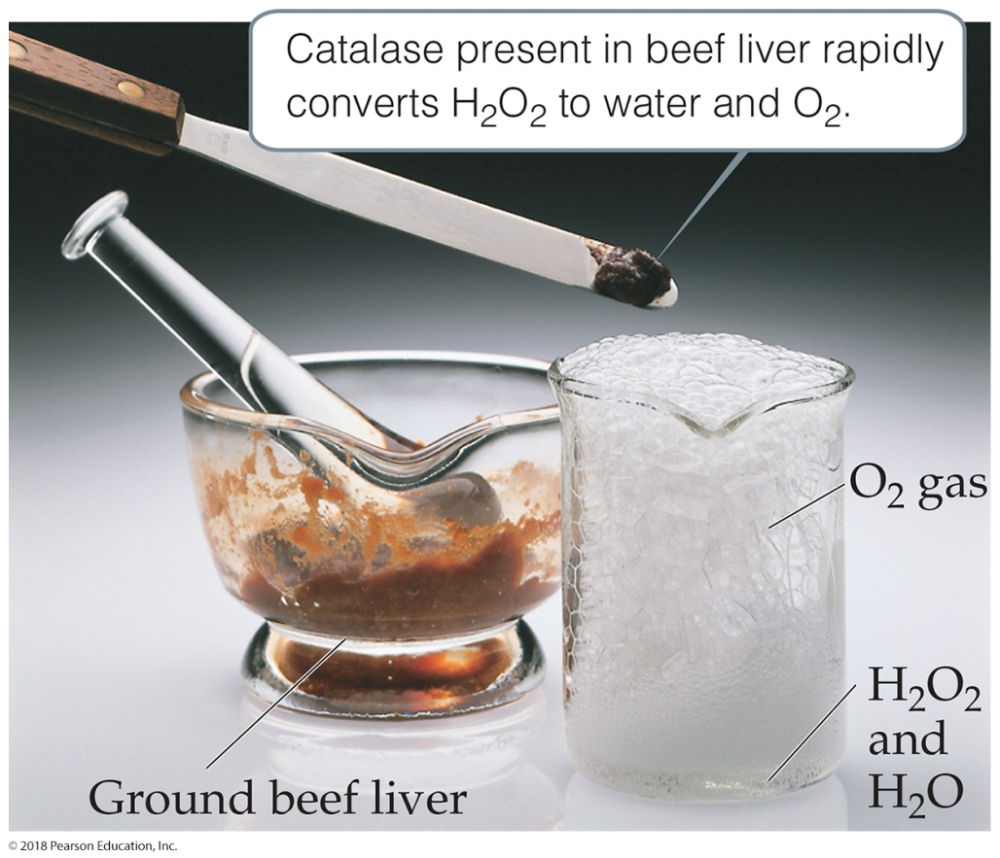 Catalase present in beef liver rapidly
converts H₂O₂ to water and O₂.
O₂ gas
H₂O₂
and
H₂O
Ground beef liver
© 2018 Pearson Education, Inc.